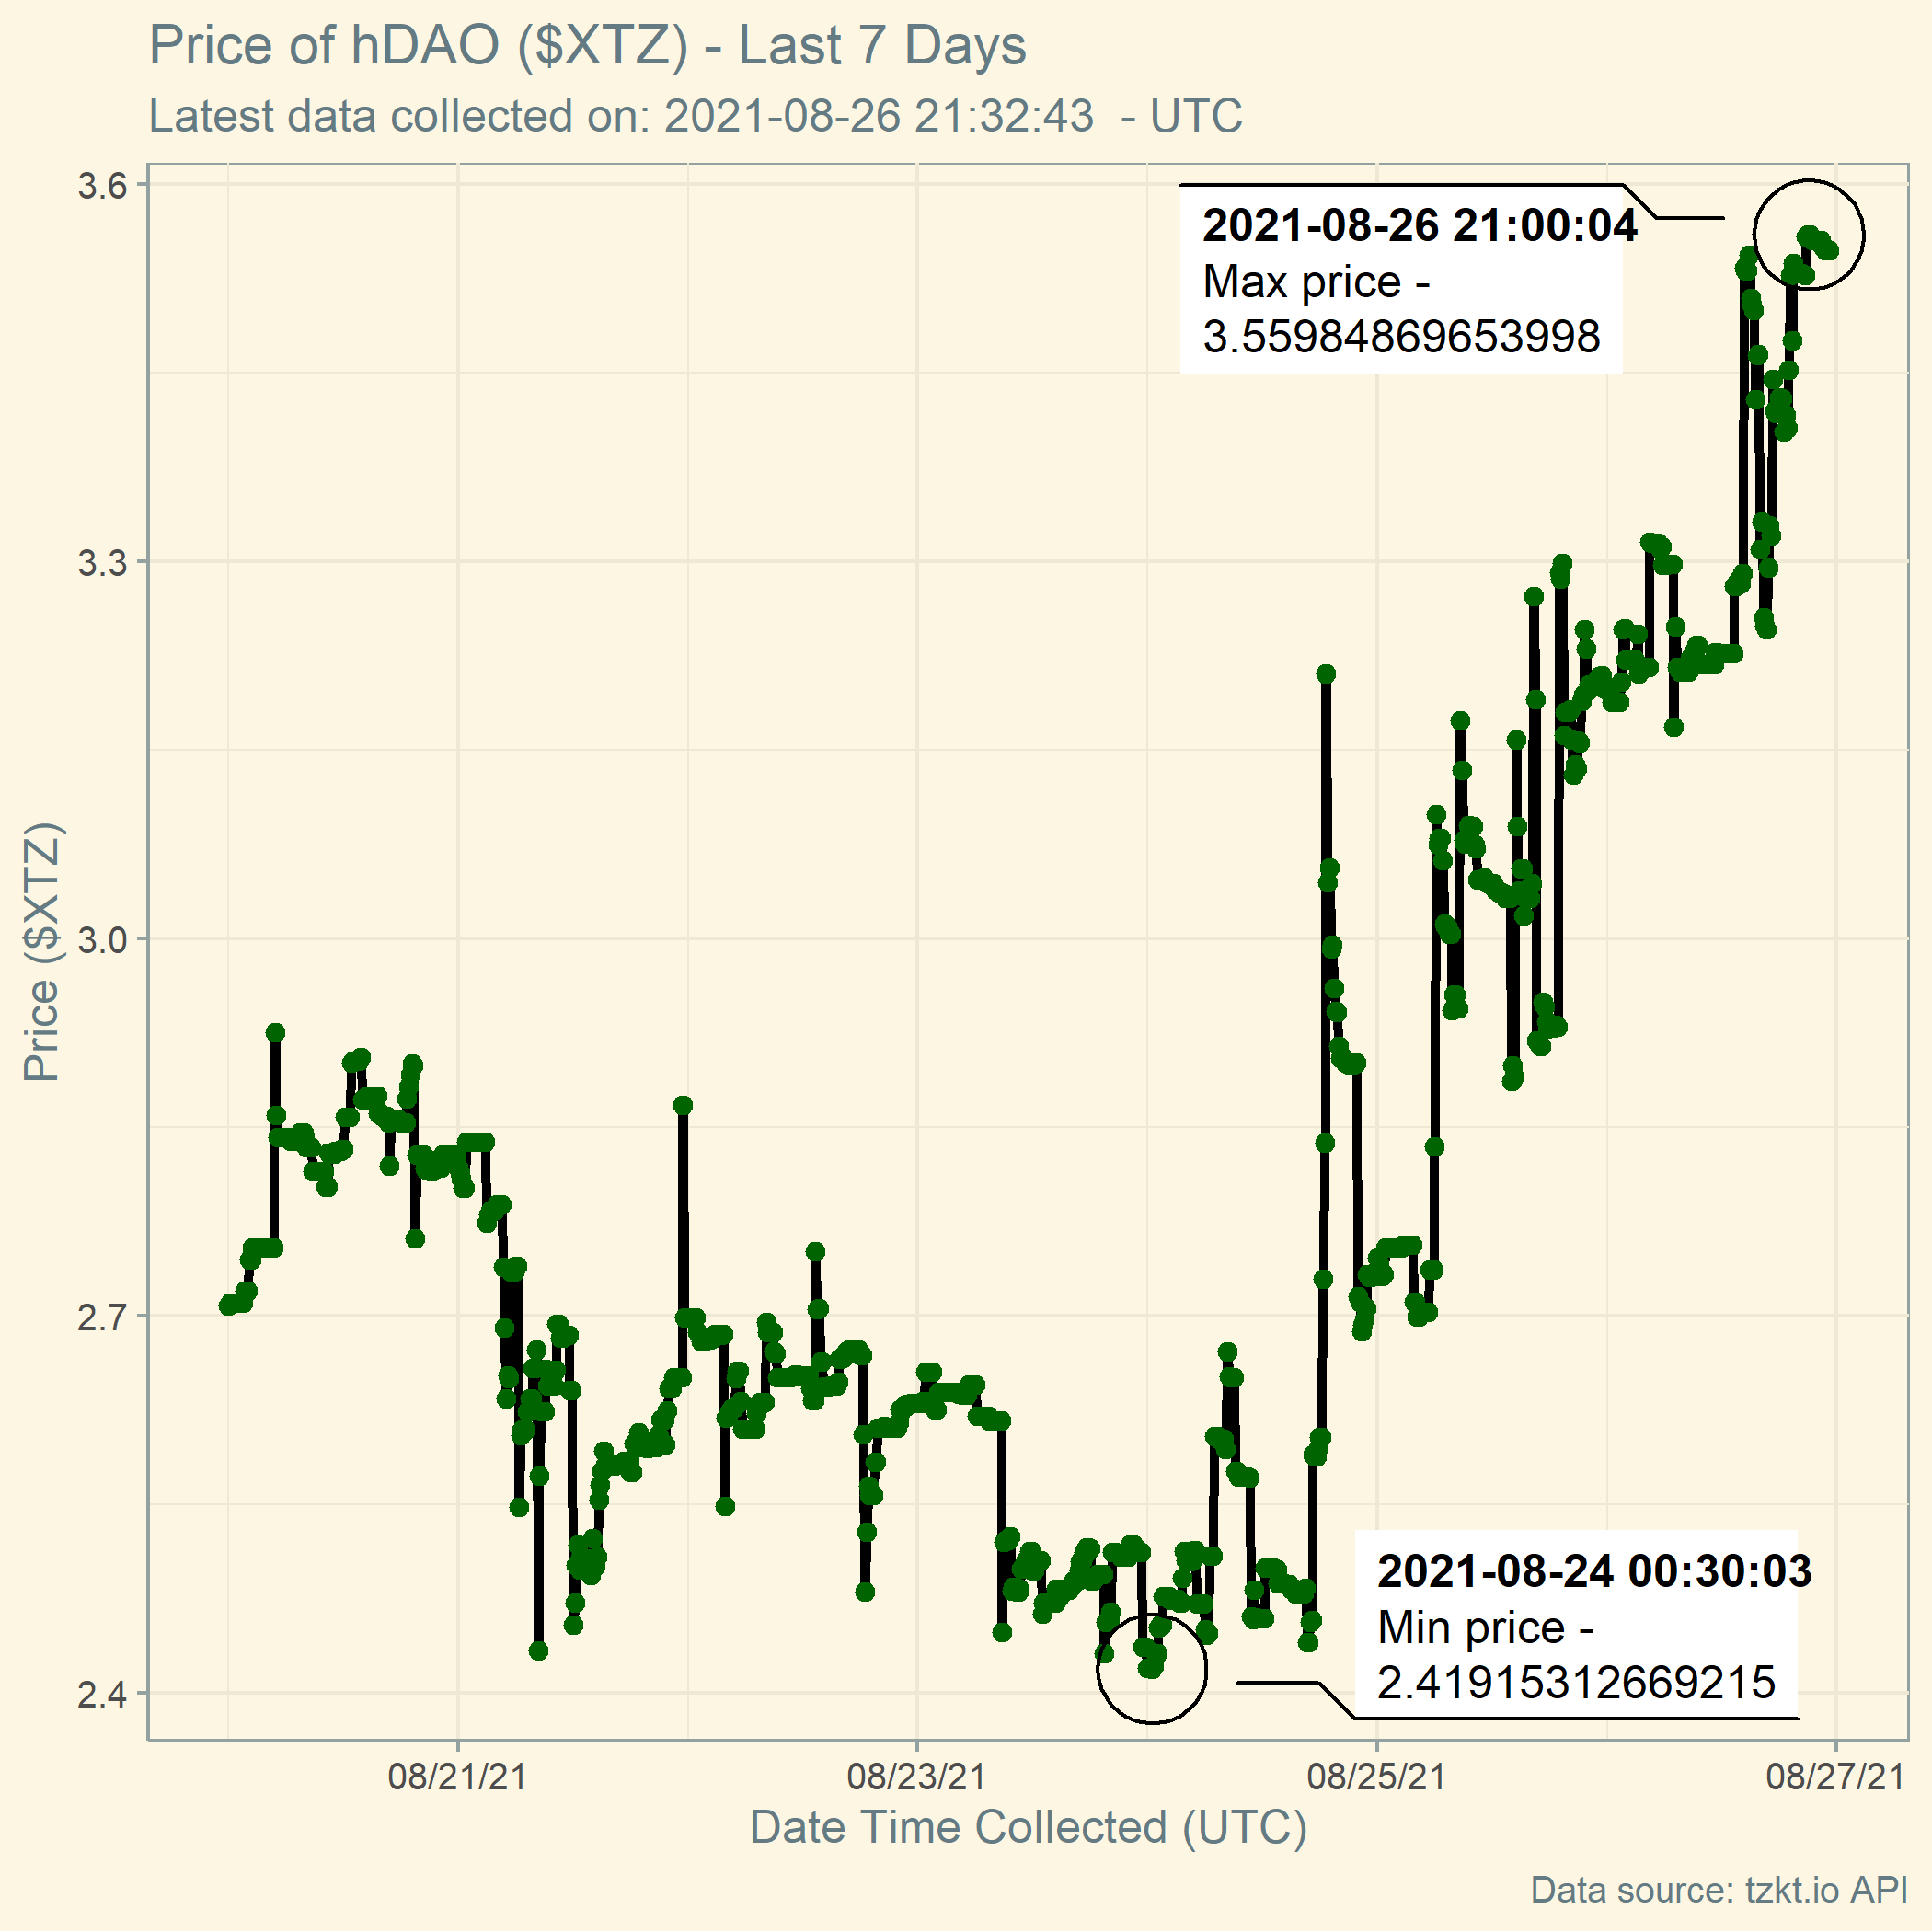 Price of hDAO ($XTZ) - Last 7 Days
Latest data collected on: 2021-08-26 21:32:43  - UTC
3.6
3.3
3.0
2.7
2.4
Price ($XTZ)
2021-08-26 21:00:04
Max price -
3.55984869653998
2021-08-24 00:30:03
Min price -
2.41915312669215
08/21/21
08/23/21
08/25/21
08/27/21
Date Time Collected (UTC)
Data source: tzkt.io API